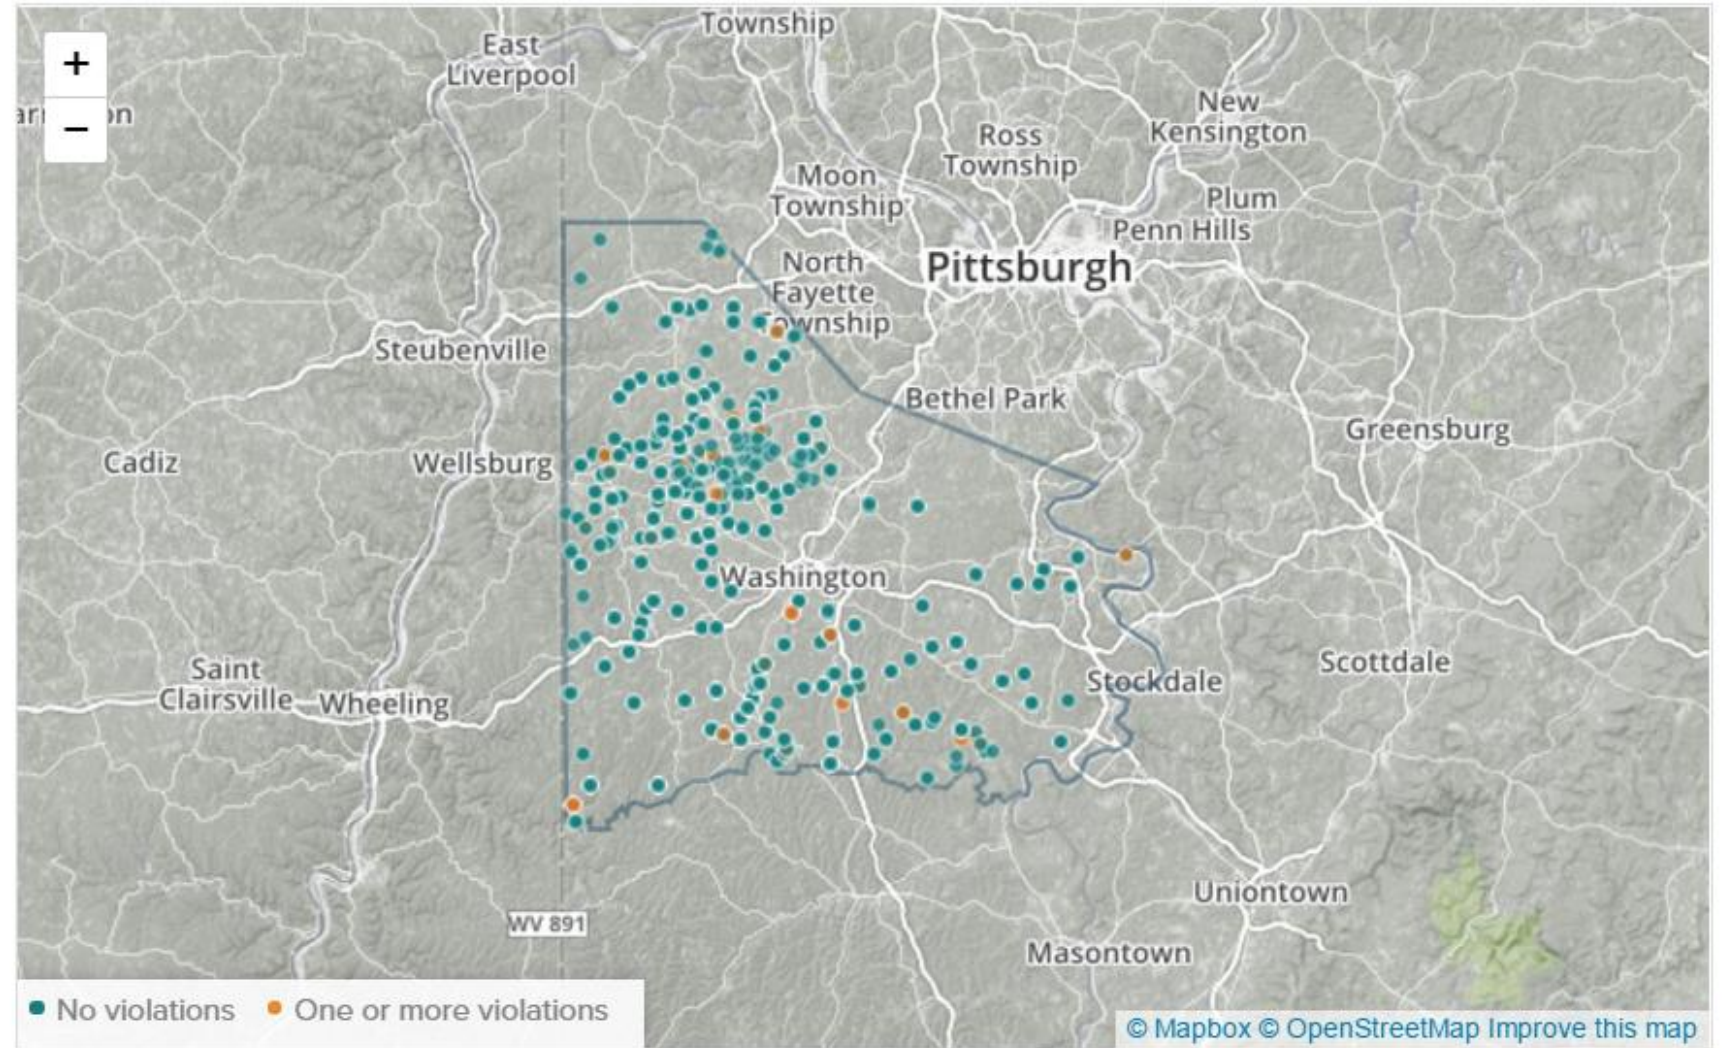 Township
East
Liverpool
+
−
New
Kensington
Ross
Township
Moon
Township
Plum
Penn Hills
North
Fayette
Township
Pittsburgh
Steubenville
Bethel Park
Greensburg
Cadiz
Wellsburg
Washington
Saint
Clairsville
Wheeling
Stockdale
Scottdale
Uniontown
WV 891
Masontown
No violations
One or more violations
© Mapbox © OpenStreetMap Improve this map